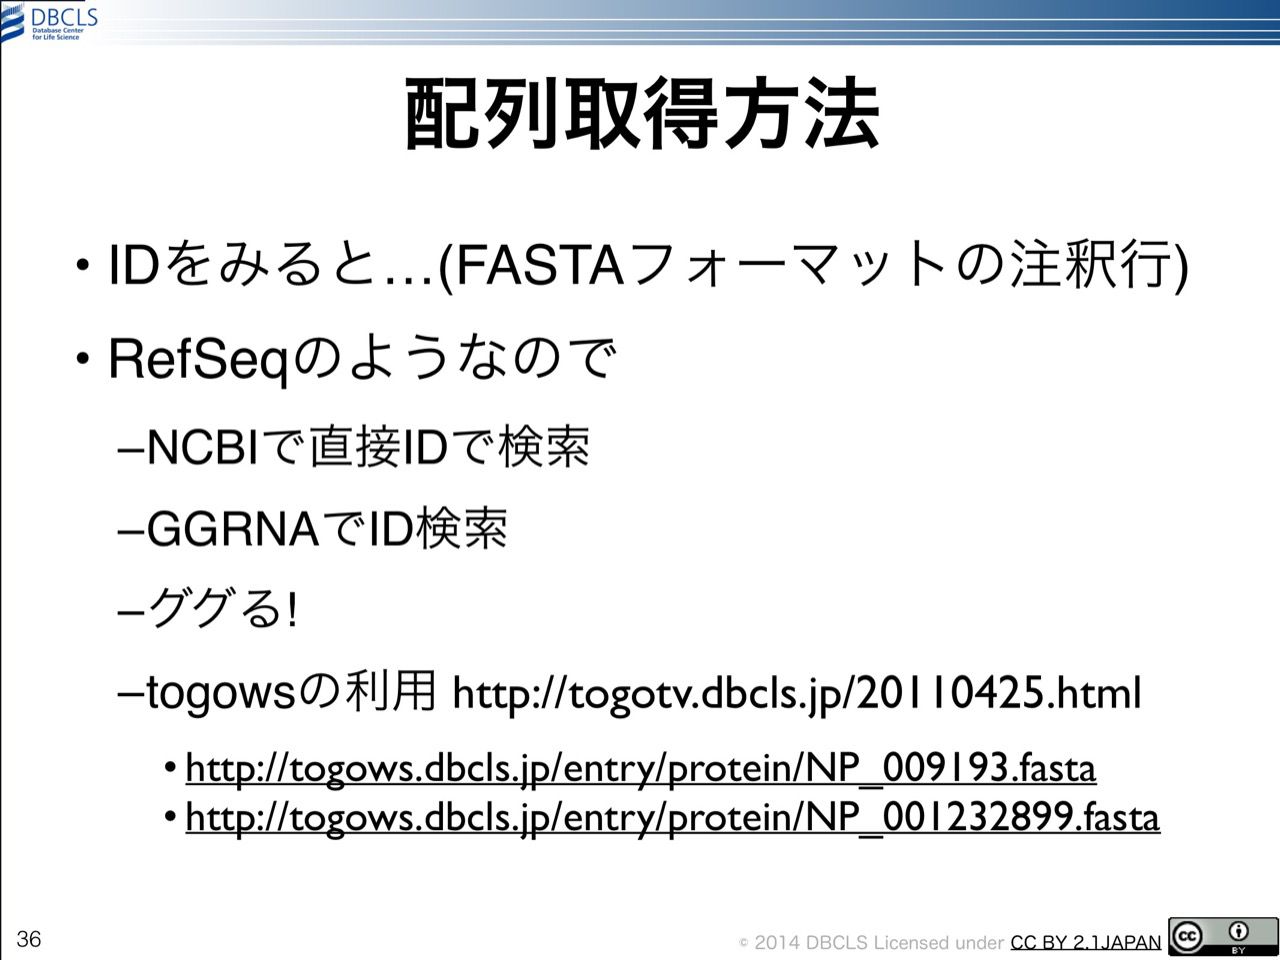 DBCLS
Database Center
for Life Science
配列取得方法
• IDをみると…(FASTAフォーマットの注釈行)
• RefSeqのようなので
–NCBIで直接IDで検索
–GGRNAでID検索
–ググる!
–togowsの利用 http://togotv.dbcls.jp/20110425.html
• http://togows.dbcls.jp/entry/protein/NP_009193.fasta
• http://togows.dbcls.jp/entry/protein/NP_001232899.fasta
36
© 2014 DBCLS Licensed under CC BY 2.1JAPAN
cc
BY